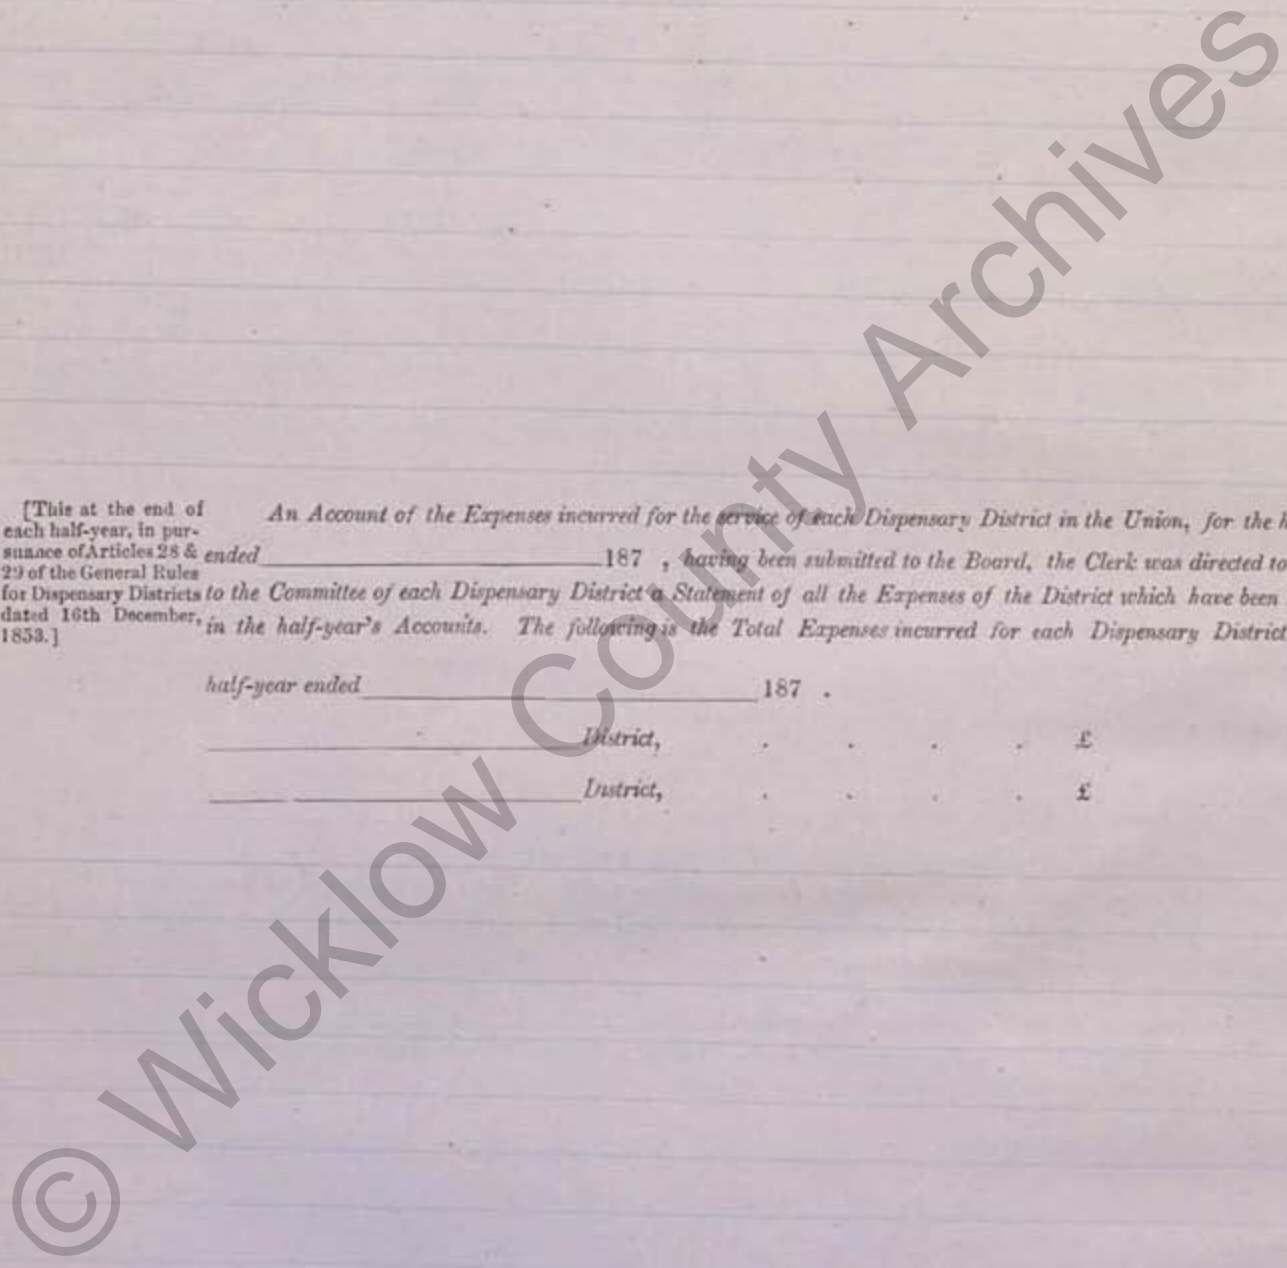 [This at the end of
each half-year, in pur-
suance of Articles 28 &
29 of the General Rules
for Dispensary Districts
dated 16th December,
1853.]
An Account of the Expenses incurred for the service of each Dispensary District in the Union, for the h
ended 187 , having been submitted to the Board, the Clerk was directed to
to the Committee of each Dispensary District a Statement of all the Expenses of the District which have been
in the half-year's Accounts. The following is the Total Expenses incurred for each Dispensary District
half-year ended 187 .
District, . . . . £
District, . . . . £
© Wicklow County Archives